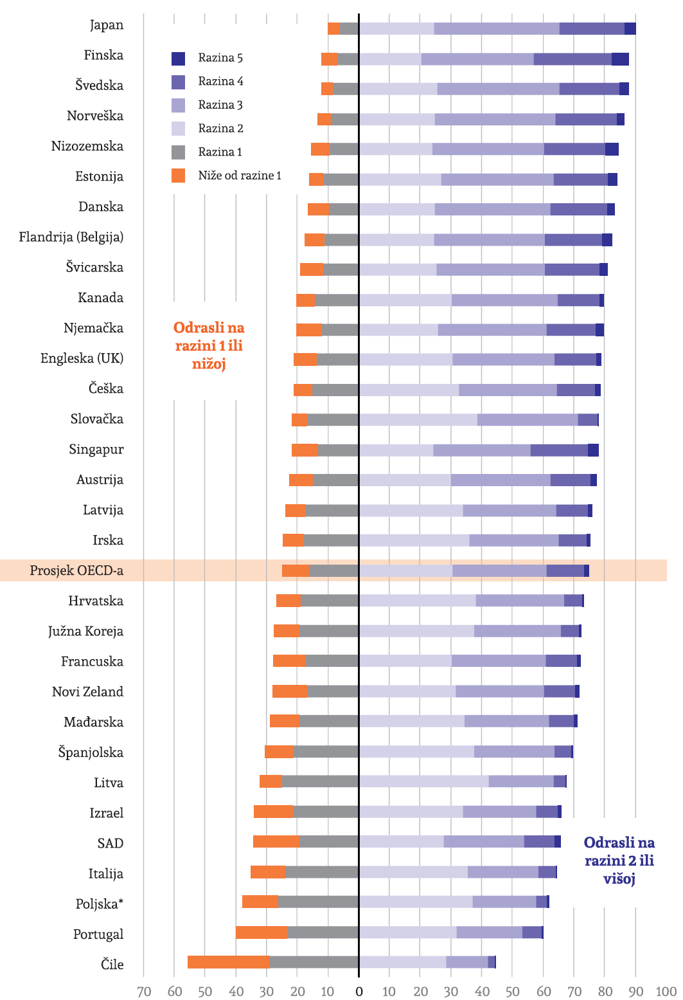 Japan
Finska
Švedska
Norveška
Nizozemska
Estonija
Danska
Flandrija (Belgija)
Švicarska
Kanada
Njemačka
Engleska (UK)
Češka
Slovačka
Singapur
Austrija
Latvija
Irska
Prosjek OECD-a
Hrvatska
Južna Koreja
Francuska
Novi Zeland
Mađarska
Španjolska
Litva
Izrael
SAD
Italija
Poljska*
Portugal
Čile
Razina 5
Razina 4
Razina 3
Razina 2
Razina 1
Niže od razine 1
Odrasli na
razini 1 ili
nižoj
Odrasli na
razini 2 ili
višoj
70 60 50 40 30 20 10 0 10 20 30 40 50 60 70 80 90 100